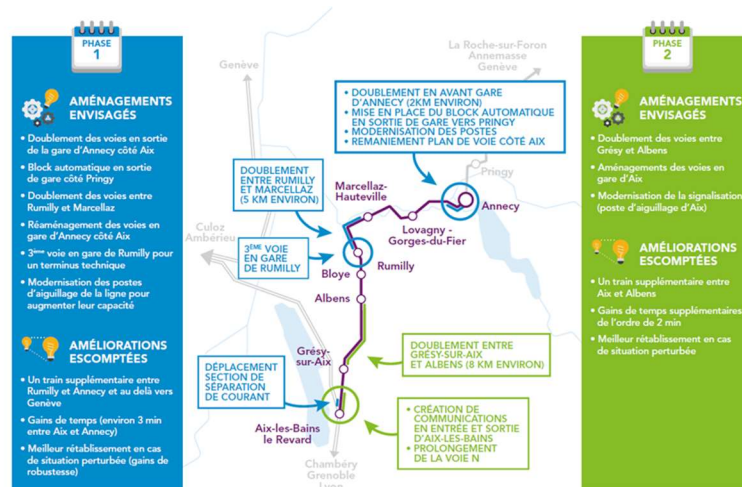 PHASE
1
AMÉNAGEMENTS
ENVISAGÉS
• Doublement des voies en sortie
de la gare d'Annecy côté Aix
• Block automatique en sortie
de gare côté Pringy
• Doublement des voies entre
Rumilly et Marcellaz
• Réaménagement des voies en
gare d'Annecy côté Aix
• 3ème voie en gare de Rumilly pour
un terminus technique
• Modernisation des postes
d'aiguillage de la ligne pour
augmenter leur capacité
AMÉLIORATIONS
ESCOMPTÉES
• Un train supplémentaire entre
Rumilly et Annecy et au delà vers
Genève
• Gains de temps (environ 3 min
entre Aix et Annecy)
• Meilleur rétablissement en cas
de situation perturbée (gains de
robustesse)
Genève
La Roche-sur-Foron
Annemasse
Genève
• DOUBLEMENT EN AVANT GARE
D'ANNECY (2KM ENVIRON)
• MISE EN PLACE DU BLOCK AUTOMATIQUE
EN SORTIE DE GARE VERS PRINGY
• MODERNISATION DES POSTES
• REMANIEMENT PLAN DE VOIE CÔTÉ AIX
DOUBLEMENT
ENTRE RUMILLY
ET MARCELLAZ
(5 KM ENVIRON)
Pringy
Marcellaz-
Hauteville
Annecy
Lovagny -
Gorges-du-Fier
Culoz
Ambérieu
3EME VOIE
EN GARE
DE RUMILLY
Rumilly
Bloye
Albens
DOUBLEMENT ENTRE
GRÉSY-SUR-AIX
ET ALBENS (8 KM ENVIRON)
Grésy-
sur-Aix
DÉPLACEMENT
SECTION DE
SÉPARATION
DE COURANT
• CRÉATION DE
COMMUNICATIONS
EN ENTRÉE ET SORTIE
D'AIX-LES-BAINS
• PROLONGEMENT
DE LA VOIE N
Aix-les-Bains
le Revard
Chambéry
Grenoble
Lyon
PHASE
2
AMÉNAGEMENTS
ENVISAGÉS
• Doublement des voies entre
Grésy et Albens
• Aménagements des voies en
gare d'Aix
• Modernisation de la signalisation
(poste d'aiguillage d'Aix)
AMÉLIORATIONS
ESCOMPTÉES
• Un train supplémentaire entre
Aix et Albens
• Gains de temps supplémentaires
de l'ordre de 2 min
• Meilleur rétablissement en cas
de situation perturbée